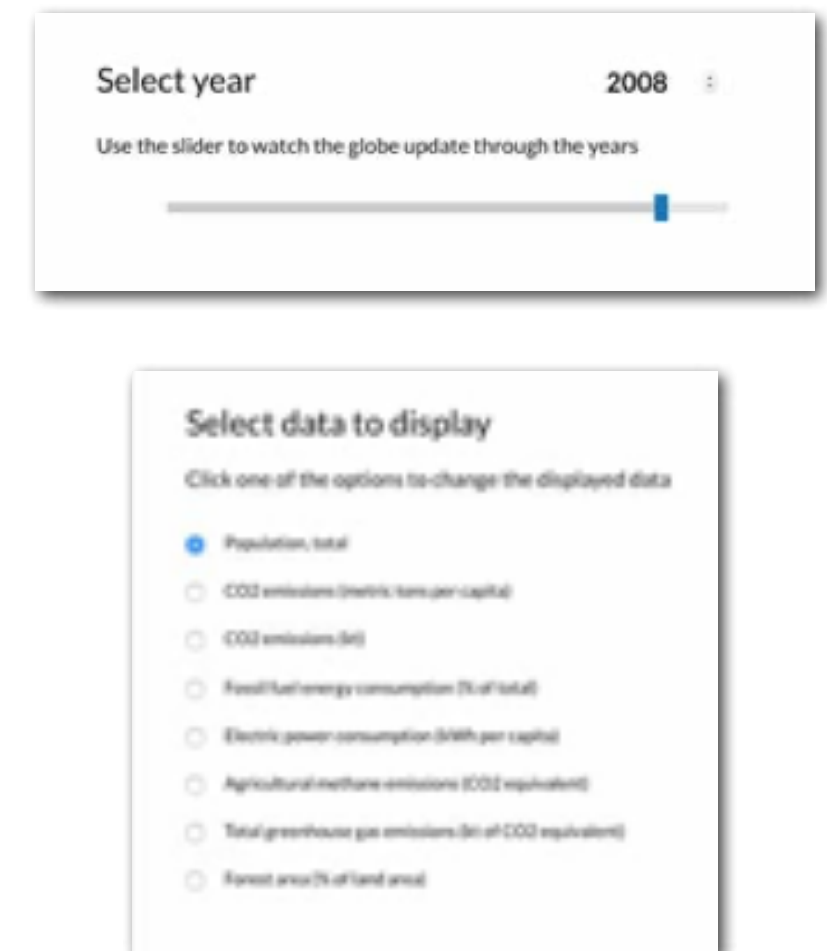 Select year
2008
Use the slider to watch the globe update through the years
Select data to display
Click one of the options to change the displayed data
Population, total
CO2 emissions (metric tons per capita)
CO2 emissions (kt)
Fossil fuel energy consumption (% of total)
Electric power consumption (kWh per capita)
Agricultural methane emissions (CO2 equivalent)
Total greenhouse gas emissions (kt of CO2 equivalent)
Forest area (% of land area)